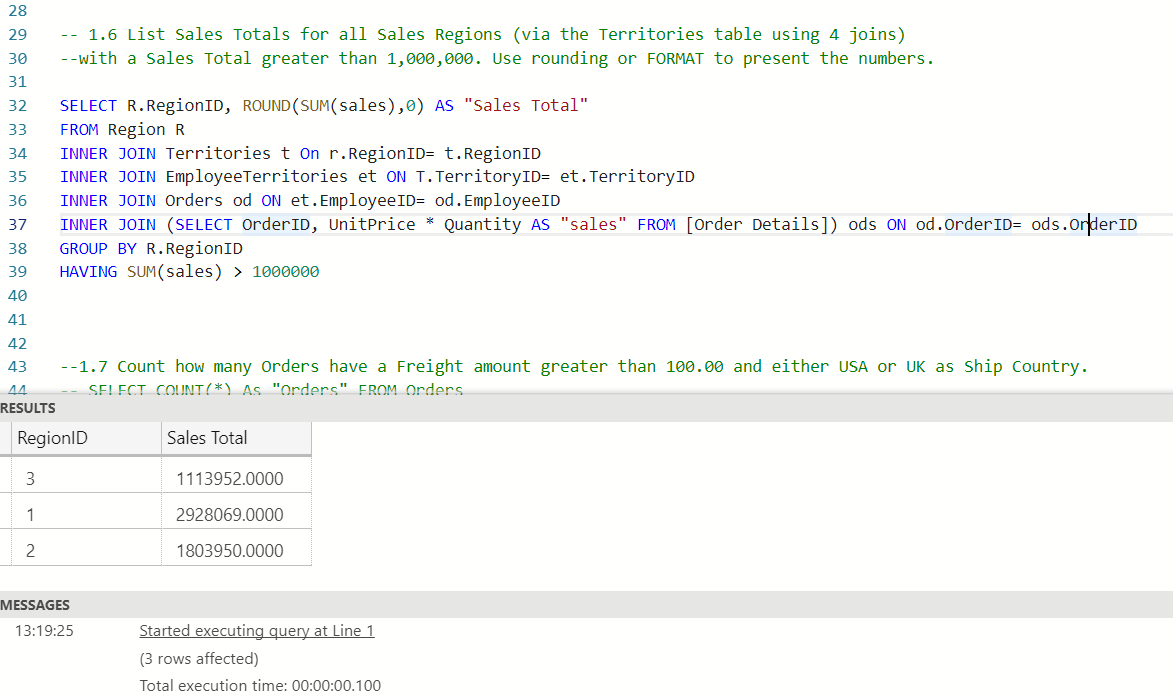 28
29 -- 1.6 List Sales Totals for all Sales Regions (via the Territories table using 4 joins)
30 --with a Sales Total greater than 1,000,000. Use rounding or FORMAT to present the numbers.
31
32 SELECT R.RegionID, ROUND(SUM(sales),0) AS "Sales Total"
33 FROM Region R
34 INNER JOIN Territories t On r.RegionID= t.RegionID
35 INNER JOIN EmployeeTerritories et ON T.TerritoryID= et.TerritoryID
36 INNER JOIN Orders od ON et.EmployeeID= od.EmployeeID
37 INNER JOIN (SELECT OrderID, UnitPrice * Quantity AS "sales" FROM [Order Details]) ods ON od.OrderID= ods.OrderID
38 GROUP BY R.RegionID
39 HAVING SUM(sales) > 1000000
40
41
42
43 --1.7 Count how many Orders have a Freight amount greater than 100.00 and either USA or UK as Ship Country.
44 -- SELECT COUNT(*) As "Orders" FROM Orders
RESULTS
RegionID Sales Total
3 1113952.0000
1 2928069.0000
2 1803950.0000
MESSAGES
13:19:25 Started executing query at Line 1
(3 rows affected)
Total execution time: 00:00:00.100